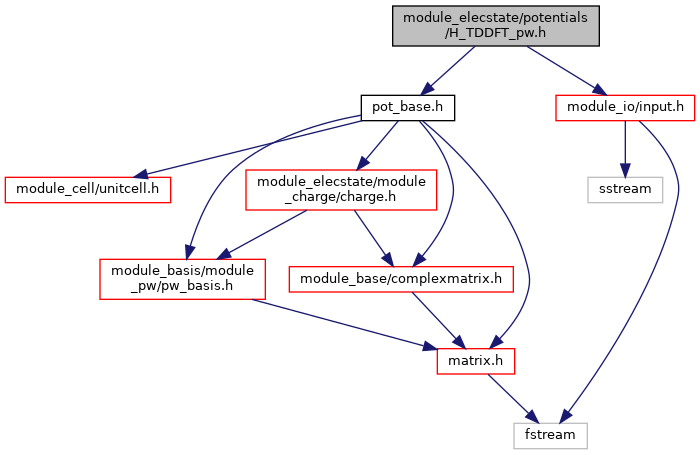 module_elecstate/potentials
/H_TDDFT_pw.h
pot_base.h
module_io/input.h
module_cell/unitcell.h
module_elecstate/module
_charge/charge.h
sstream
module_basis/module
_pw/pw_basis.h
module_base/complexmatrix.h
matrix.h
fstream